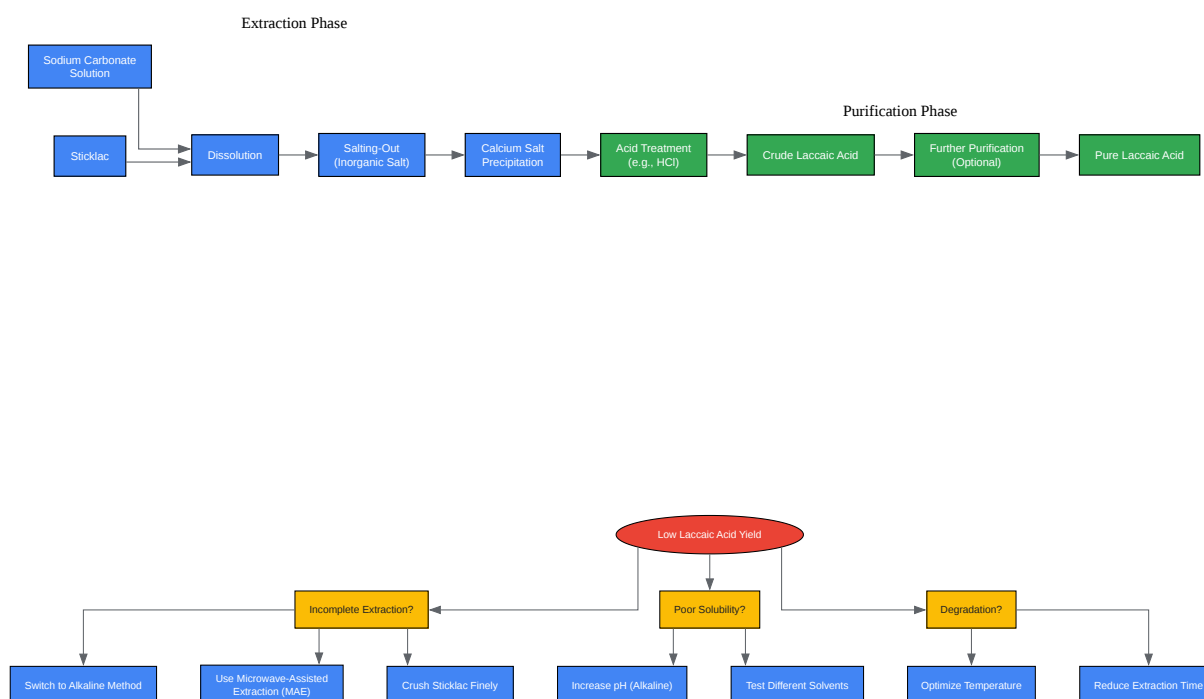 Extraction Phase
Sodium Carbonate
Solution
Purification Phase
Sticklac
Dissolution
Salting-Out
(Inorganic Salt)
Calcium Salt
Precipitation
Acid Treatment
(e.g., HCl)
Crude Laccaic Acid
Further Purification
(Optional)
Pure Laccaic Acid
Low Laccaic Acid Yield
Incomplete Extraction?
Poor Solubility?
Degradation?
Switch to Alkaline Method
Use Microwave-Assisted
Extraction (MAE)
Crush Sticklac Finely
Increase pH (Alkaline)
Test Different Solvents
Optimize Temperature
Reduce Extraction Time